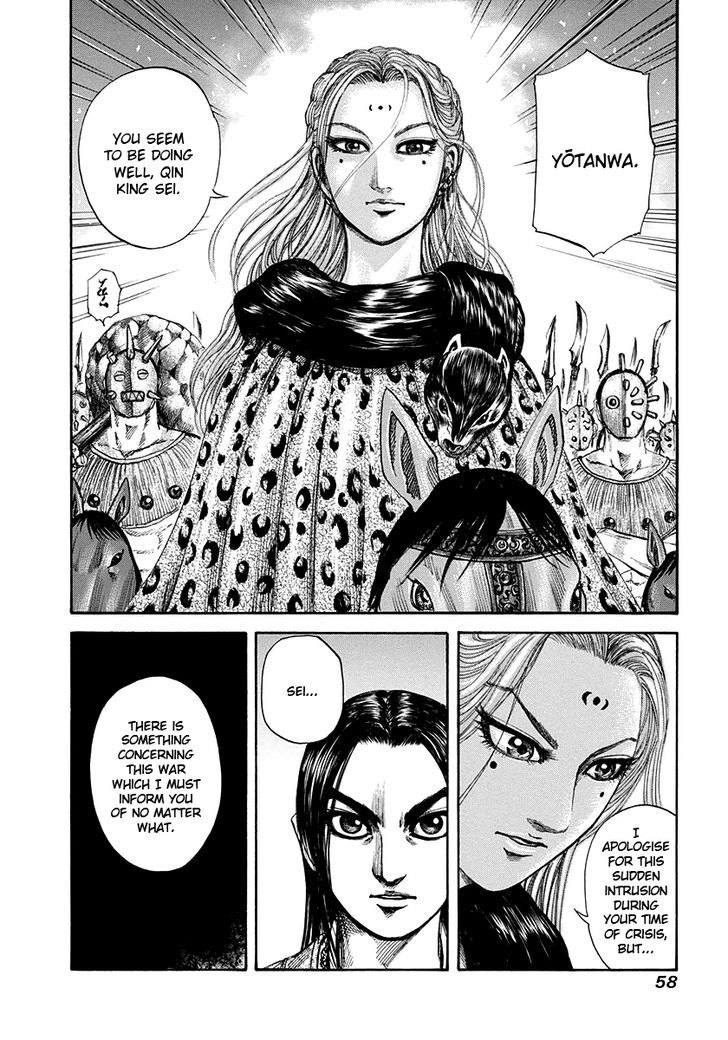 YŌTANWA.
YOU SEEM
TO BE DOING
WELL, QIN
KING SEI.
I
APOLOGISE
FOR THIS
SUDDEN
INTRUSION
DURING
YOUR TIME
OF CRISIS,
BUT...
SEI...
THERE IS
SOMETHING
CONCERNING
THIS WAR
WHICH I MUST
INFORM YOU
OF NO MATTER
WHAT.
58